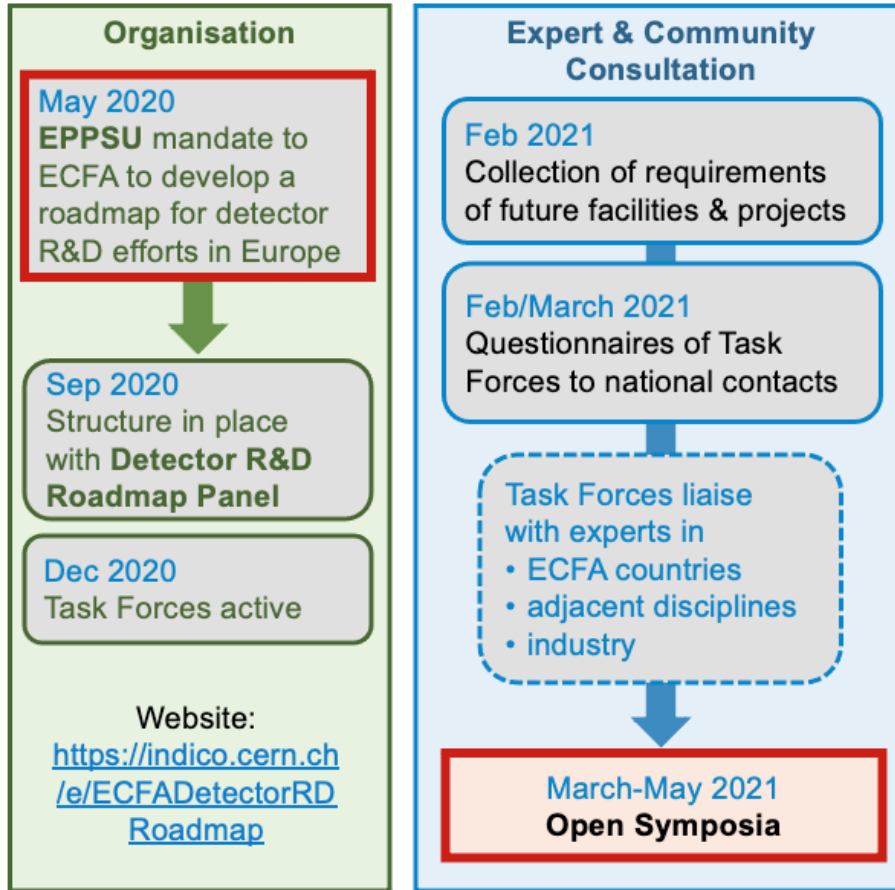 Organisation
May 2020
EPPSU mandate to
ECFA to develop a
roadmap for detector
R&D efforts in Europe
Sep 2020
Structure in place
with Detector R&D
Roadmap Panel
Dec 2020
Task Forces active
Website:
https://indico.cern.ch
/e/ECFADetectorRD
Roadmap
Expert & Community
Consultation
Feb 2021
Collection of requirements
of future facilities & projects
Feb/March 2021
Questionnaires of Task
Forces to national contacts
Task Forces liaise
with experts in
• ECFA countries
• adjacent disciplines
• industry
March-May 2021
Open Symposia